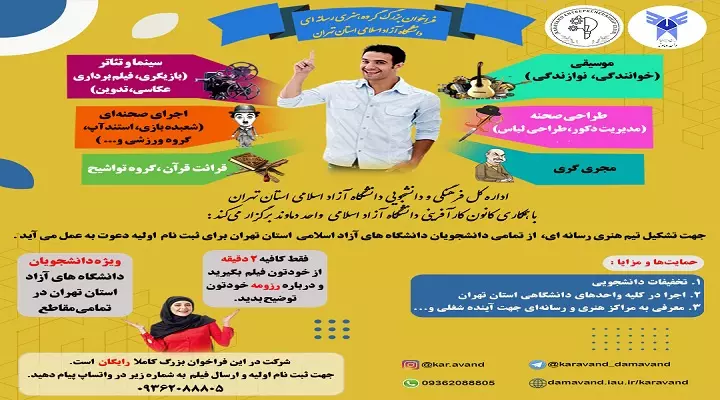 فراخوان بزرگ گروه هنری رسانه ای
دانشگاه آزاد اسلامی استان تهران
سینما و تئاتر
(بازیگری، فیلم‌برداری
عکاسی، تدوین)
موسیقی
(خوانندگی، نوازندگی)
اجرای صحنه‌ای
(شعبده بازی، استندآپ،
گروه ورزشی و...)
طراحی صحنه
(مدیریت دکور، طراحی لباس)
قرائت قرآن ،گروه تواشیح
مجری گری
اداره کل فرهنگی و دانشجویی دانشگاه آزاد اسلامی استان تهران
با همکاری کانون کارآفرینی دانشگاه آزاد اسلامی واحد دماوند برگزار می‌کند:
جهت تشکیل تیم هنری رسانه ای، از تمامی دانشجویان دانشگاه های آزاد اسلامی استان تهران برای ثبت نام اولیه دعوت به عمل می آید.
ویژه دانشجویان
دانشگاه های آزاد
استان تهران در
تمامی مقاطع
فقط کافیه ۲ دقیقه
از خودتون فیلم بگیرید
و درباره رزومه خودتون
توضیح بدید.
حمایت‌ها و مزایا :
۱. تخفیفات دانشجویی
۲. اجرا در کلیه واحدهای دانشگاهی استان تهران
۳. معرفی به مراکز هنری و رسانه‌ای جهت آینده شغلی و...
شرکت در این فراخوان بزرگ کاملا رایگان است.
جهت ثبت نام اولیه و ارسال فیلم به شماره زیر در واتساپ پیام دهید.
۰۹۳۶۲۰۸۸۸۰۵
@kar.avand
@karavand_damavand
09362088805
damavand.iau.ir/karavand